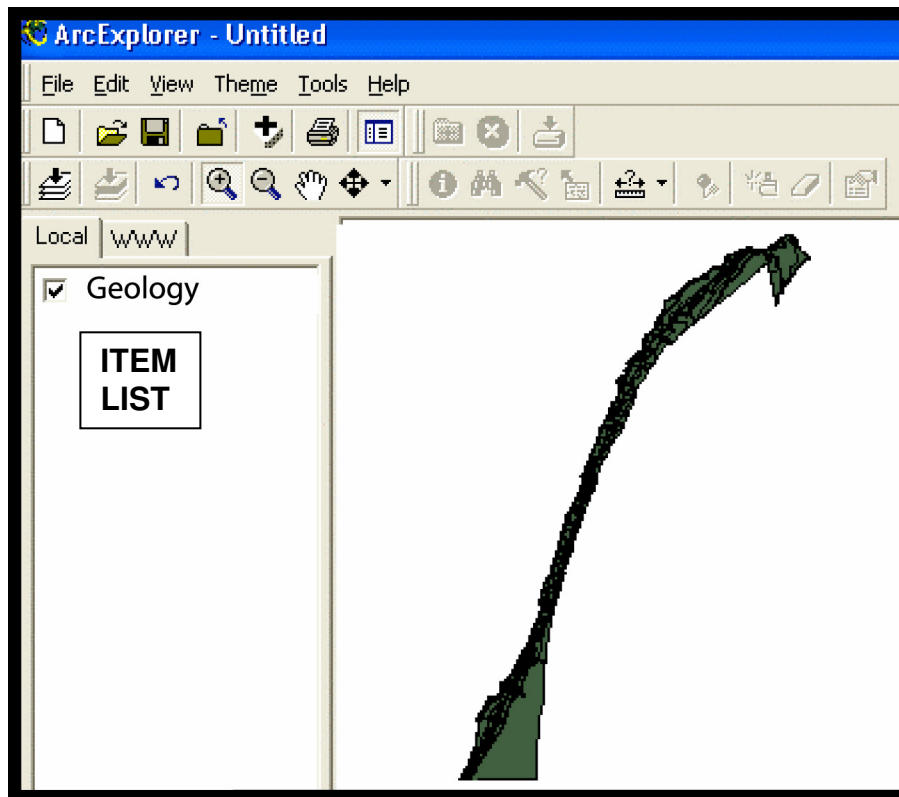 ArcExplorer - Untitled
File Edit View Theme Tools Help
Local WWW
Geology
ITEM
LIST